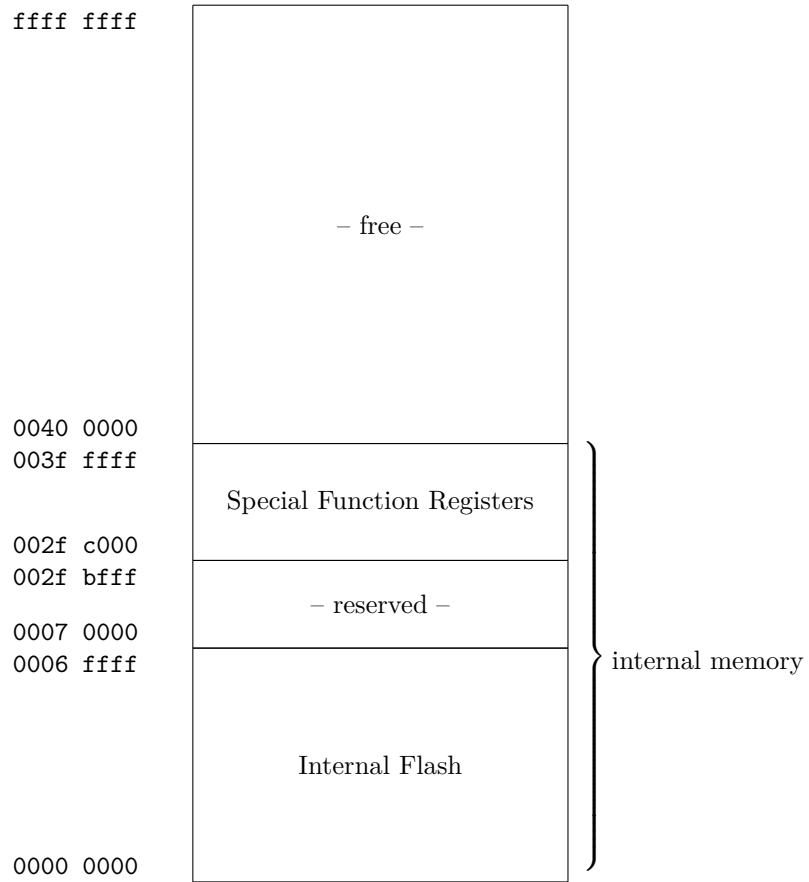 ffff ffff
– free –
0040 0000
003f ffff
Special Function Registers
002f c000
002f bfff
– reserved –
0007 0000
0006 ffff
internal memory
Internal Flash
0000 0000